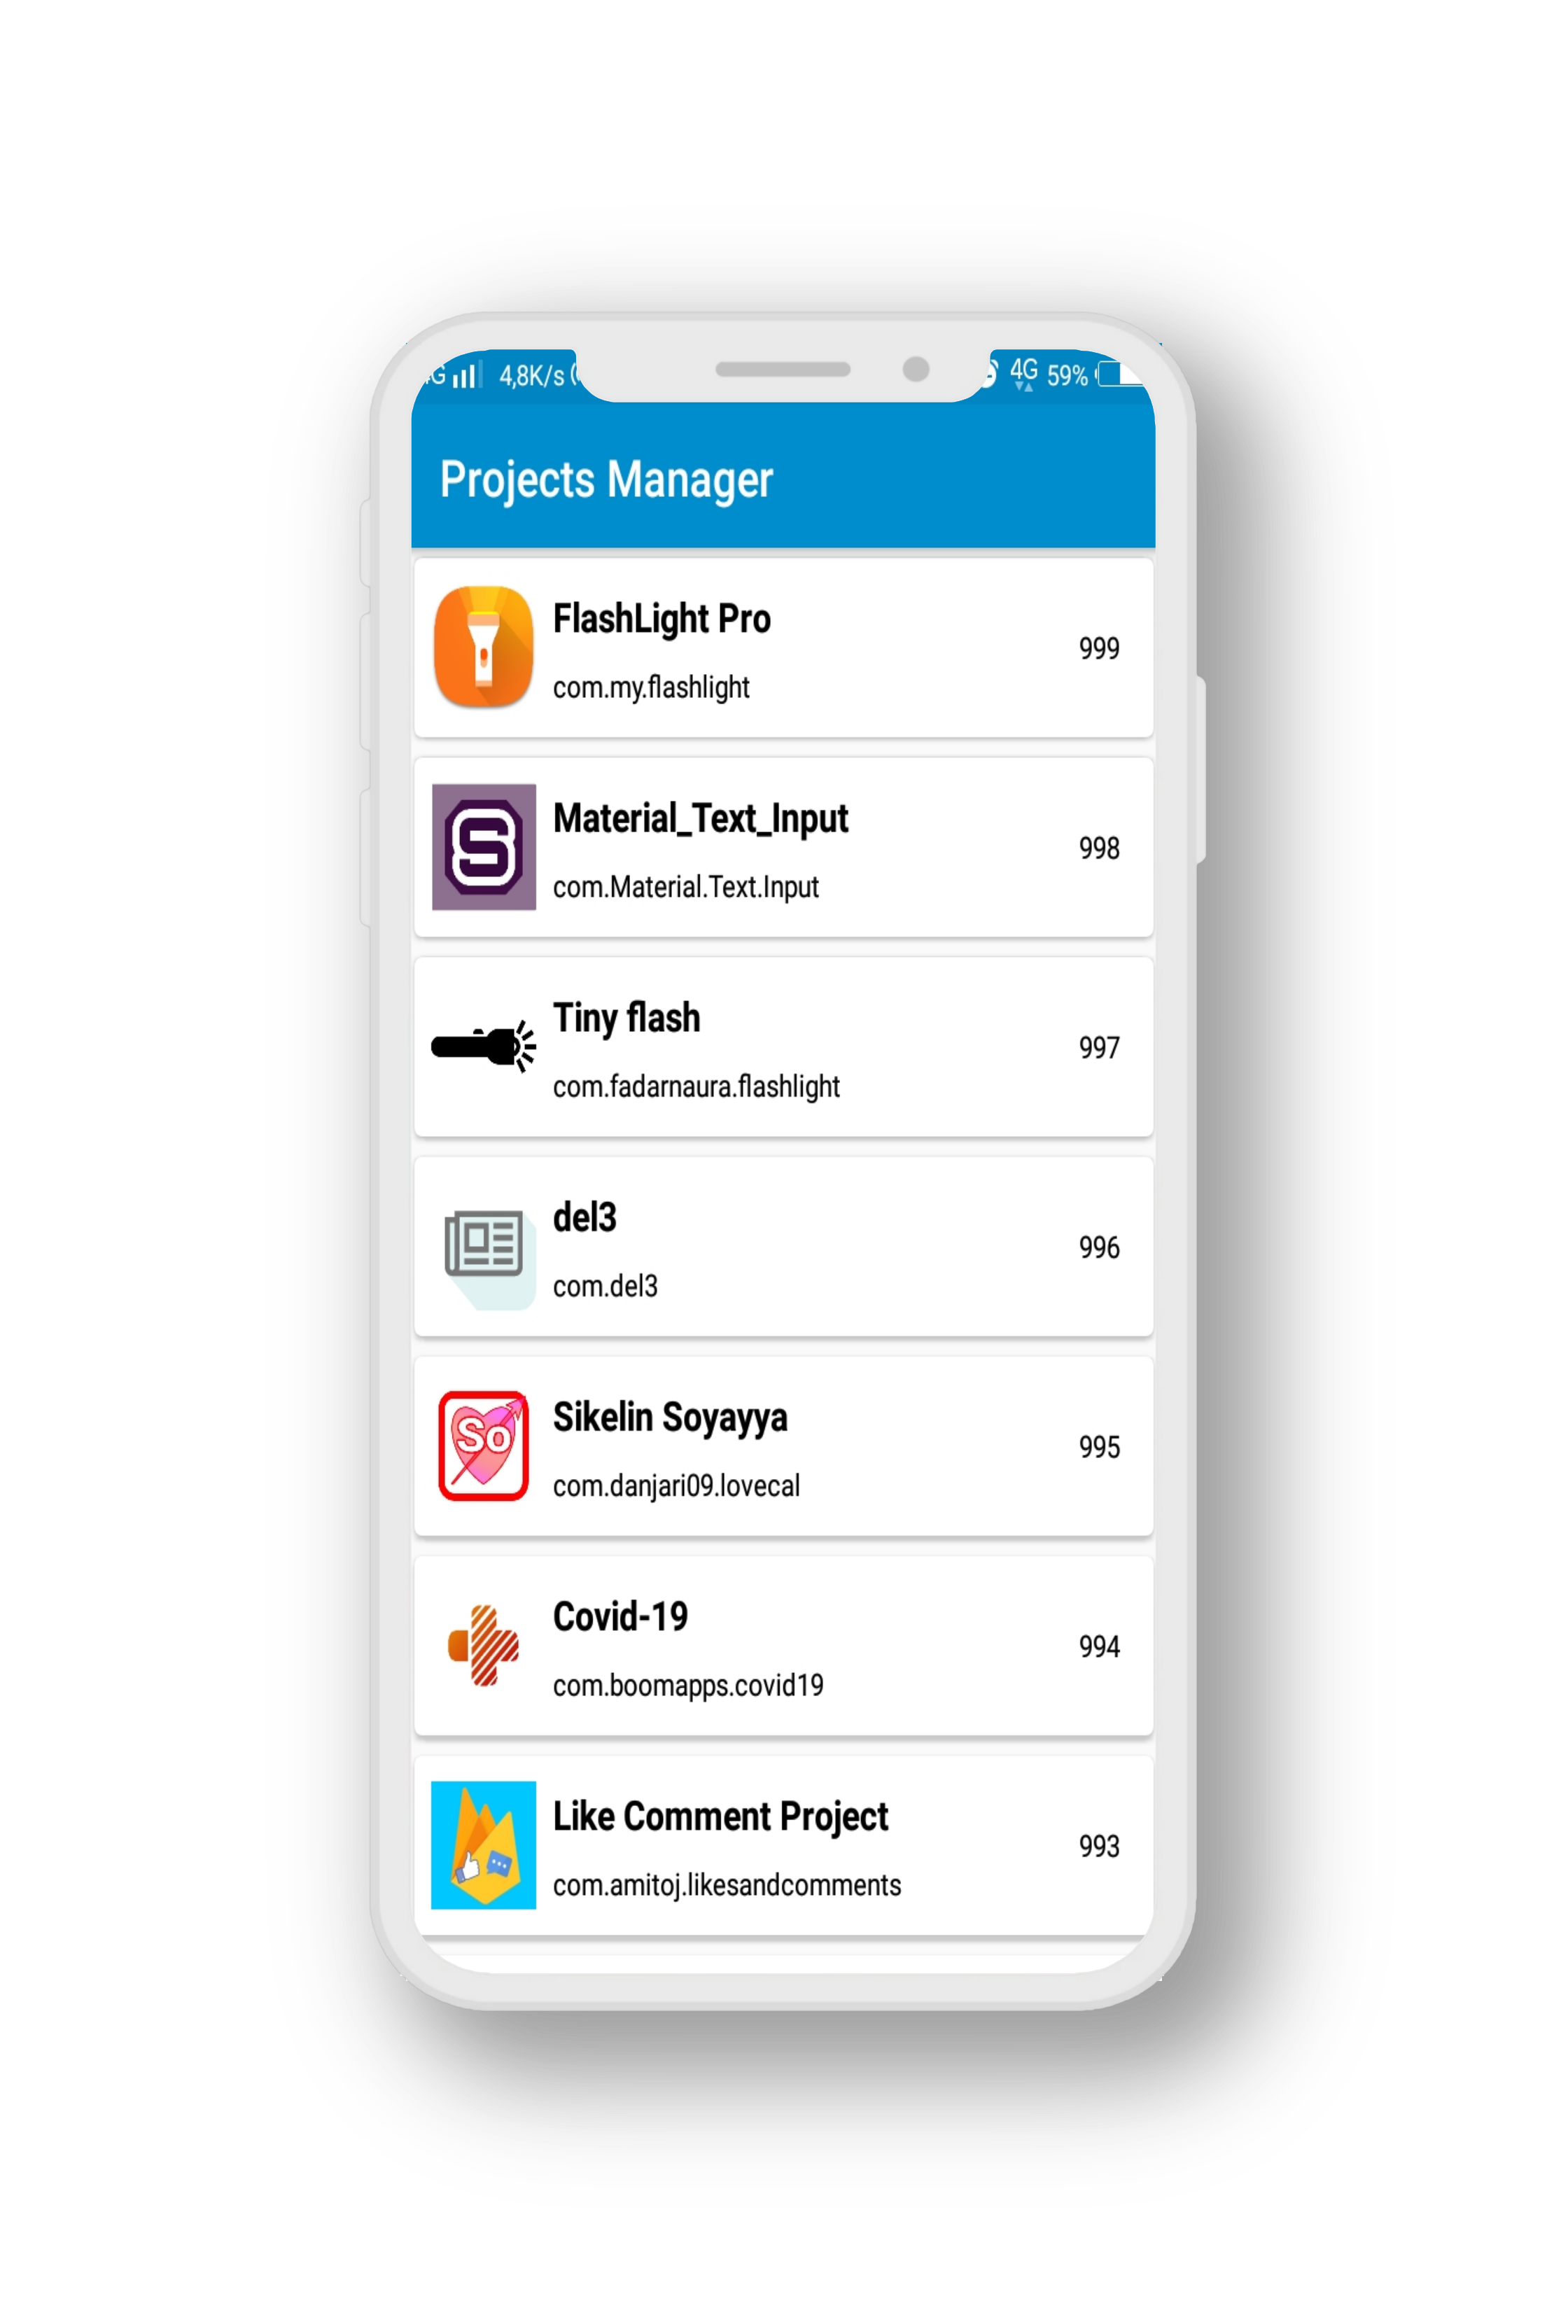 4G 4,8K/s 4G 59%
Projects Manager
FlashLight Pro
com.my.flashlight
999
S
Material_Text_Input
com.Material.Text.Input
998
Tiny flash
com.fadarnaura.flashlight
997
del3
com.del3
996
So
Sikelin Soyayya
com.danjari09.lovecal
995
Covid-19
com.boomapps.covid19
994
Like Comment Project
com.amitoj.likesandcomments
993